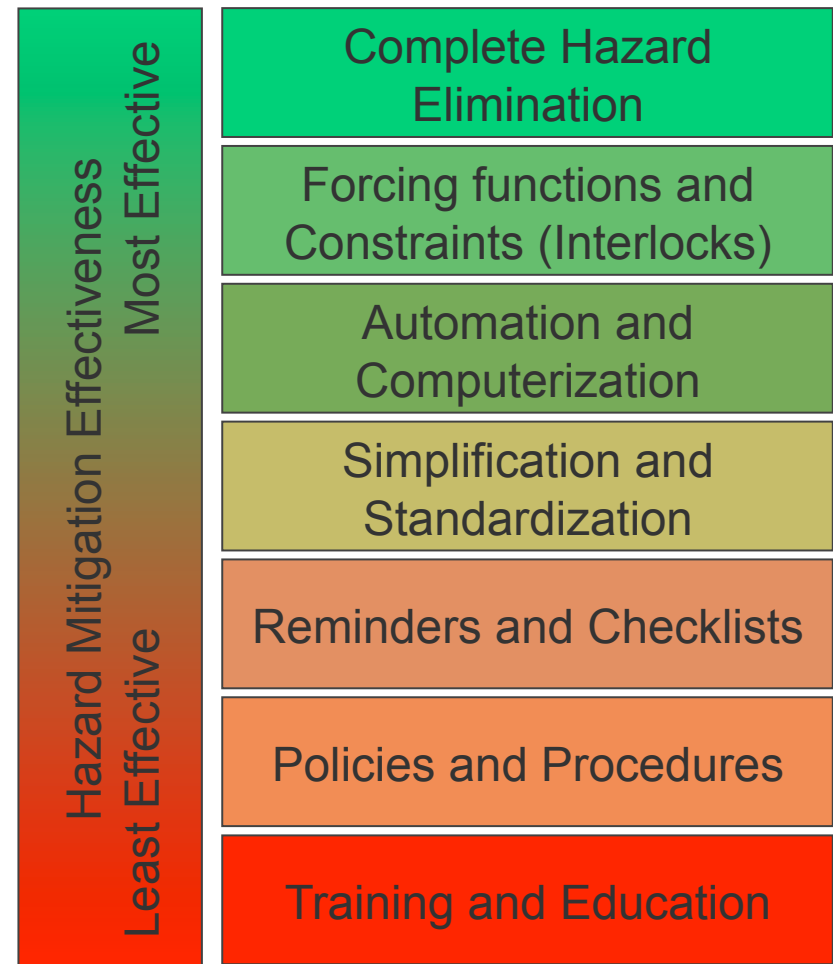 Hazard Mitigation Effectiveness
Least Effective Most Effective
Complete Hazard
Elimination
Forcing functions and
Constraints (Interlocks)
Automation and
Computerization
Simplification and
Standardization
Reminders and Checklists
Policies and Procedures
Training and Education